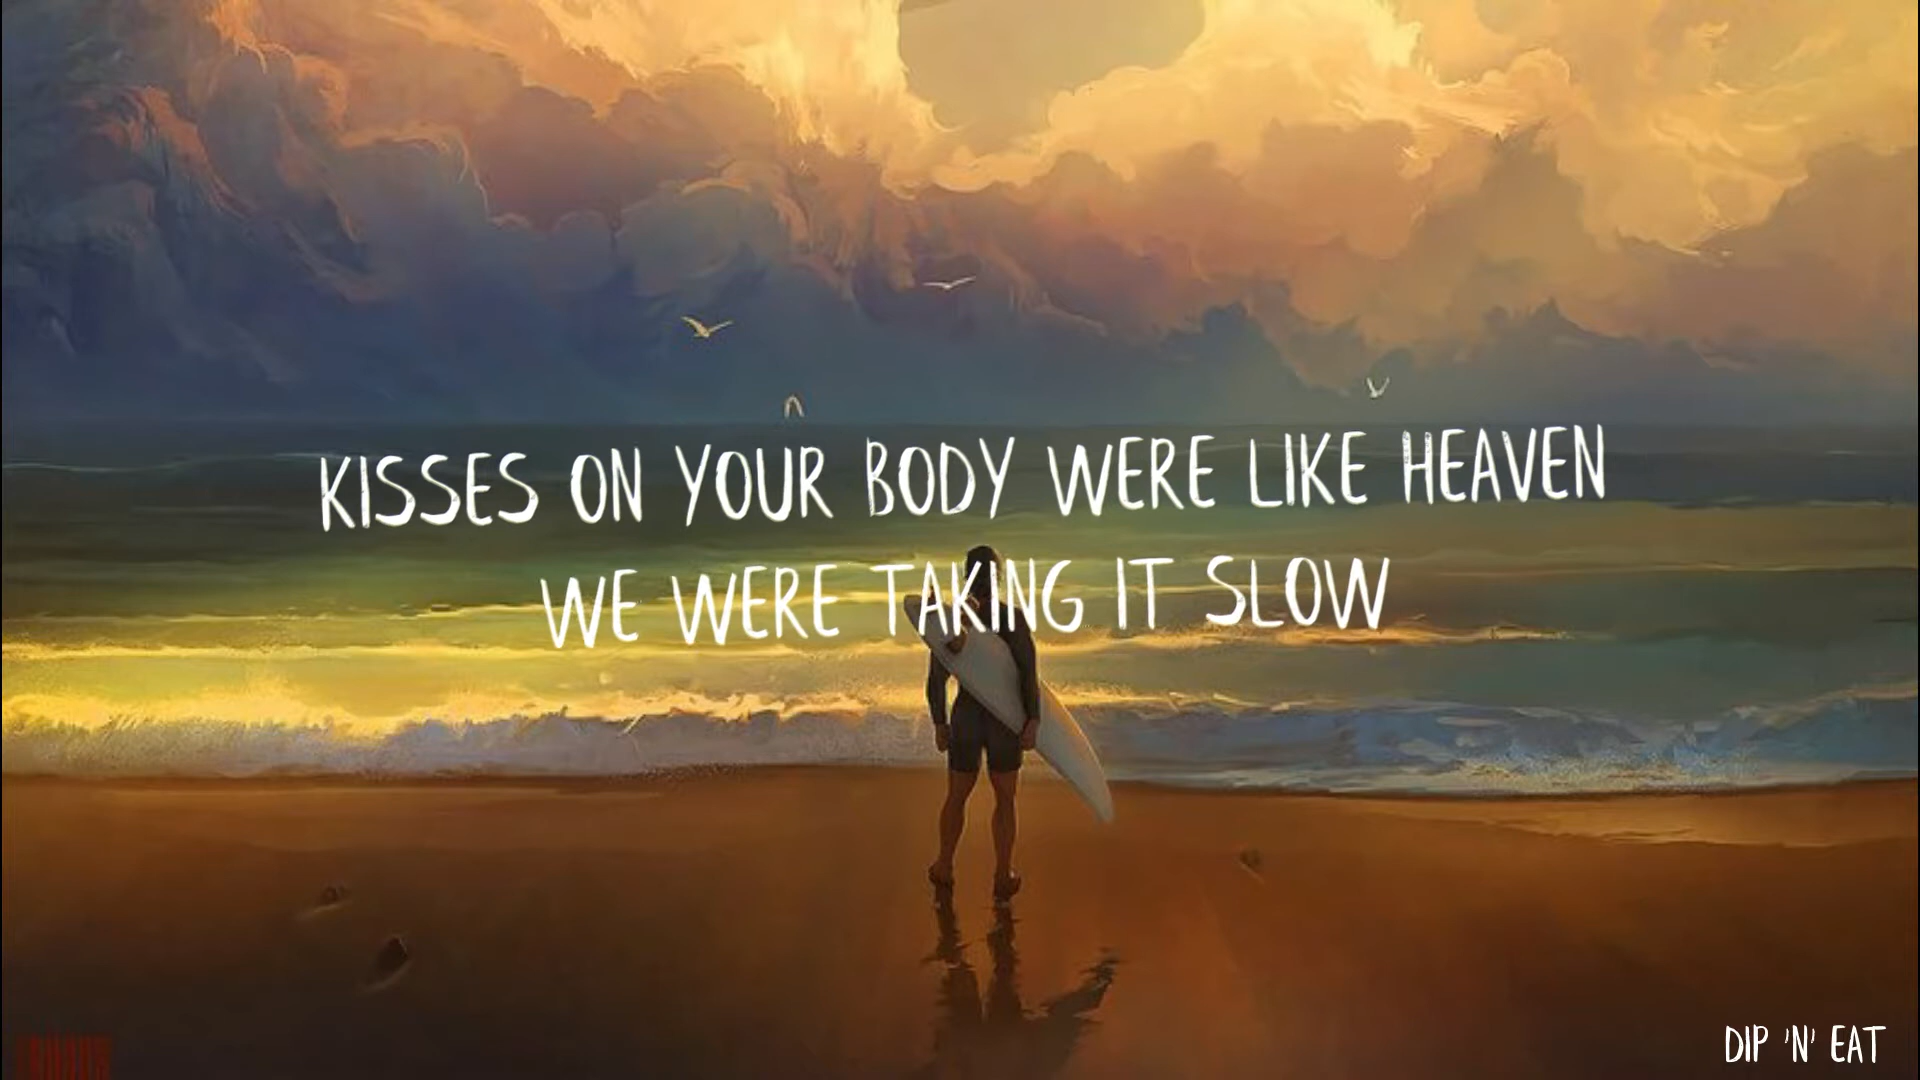 KISSES ON YOUR BODY WERE LIKE HEAVEN
WE WERE TAKING IT SLOW
DIP 'N' EAT